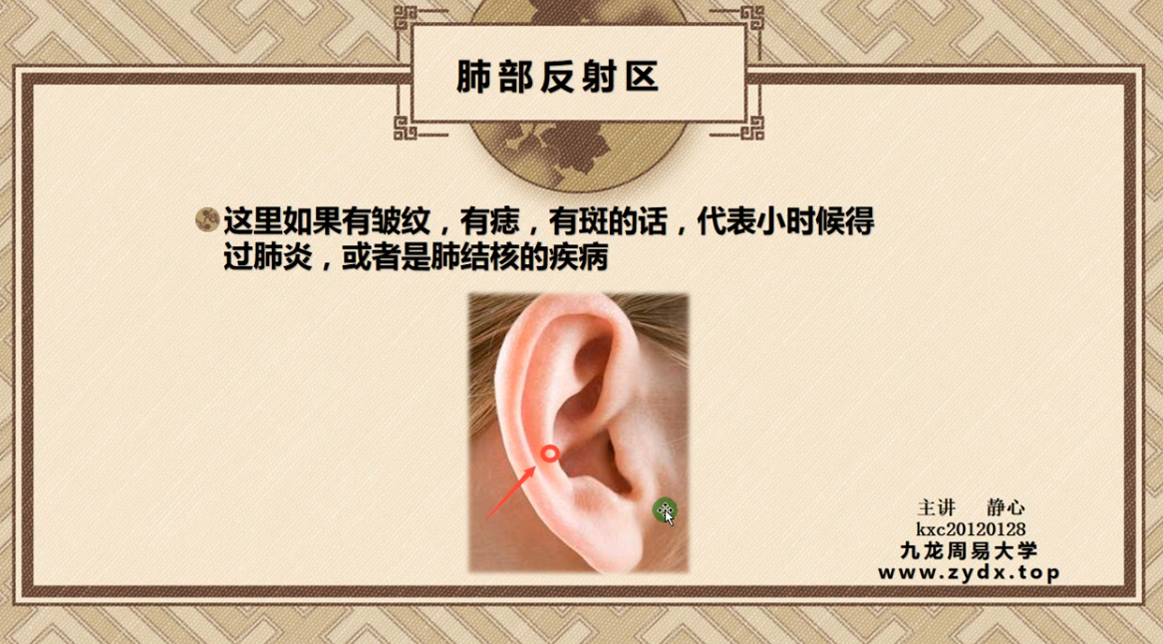 肺部反射区
这里如果有皱纹，有痣，有斑的话，代表小时候得
过肺炎，或者是肺结核的疾病
主讲 静心
kxc20120128
九龙周易大学
www.zydx.top